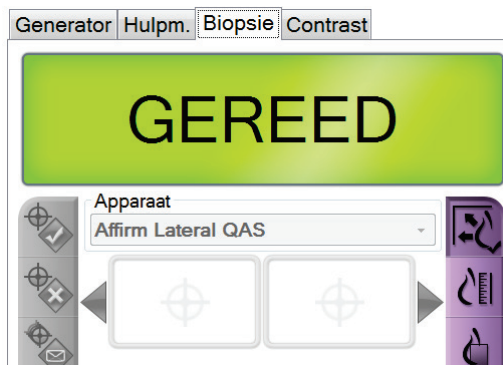 Generator Hulpm. Biopsie Contrast
GEREED
Apparaat
Affirm Lateral QAS